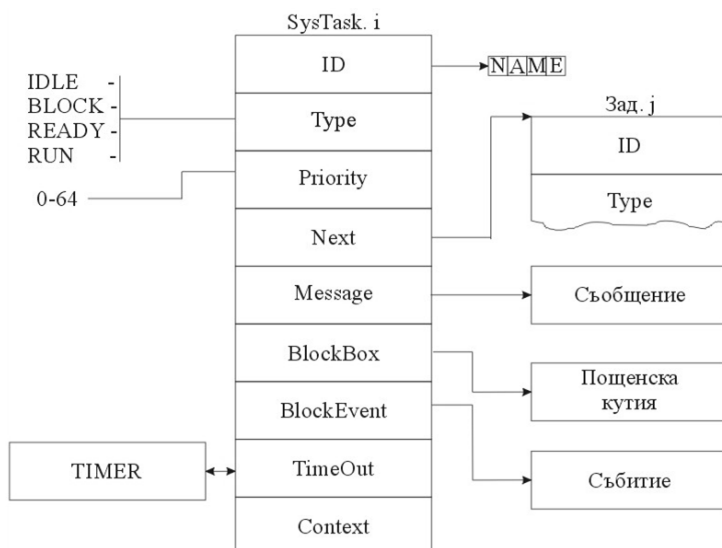 SysTask. i
ID
NAME
IDLE -
BLOCK -
READY -
RUN -
Type
Зад. j
ID
Priority
0-64
Type
Next
Message
Съобщение
BlockBox
Пощенска
кутия
BlockEvent
TIMER
TimeOut
Събитие
Context